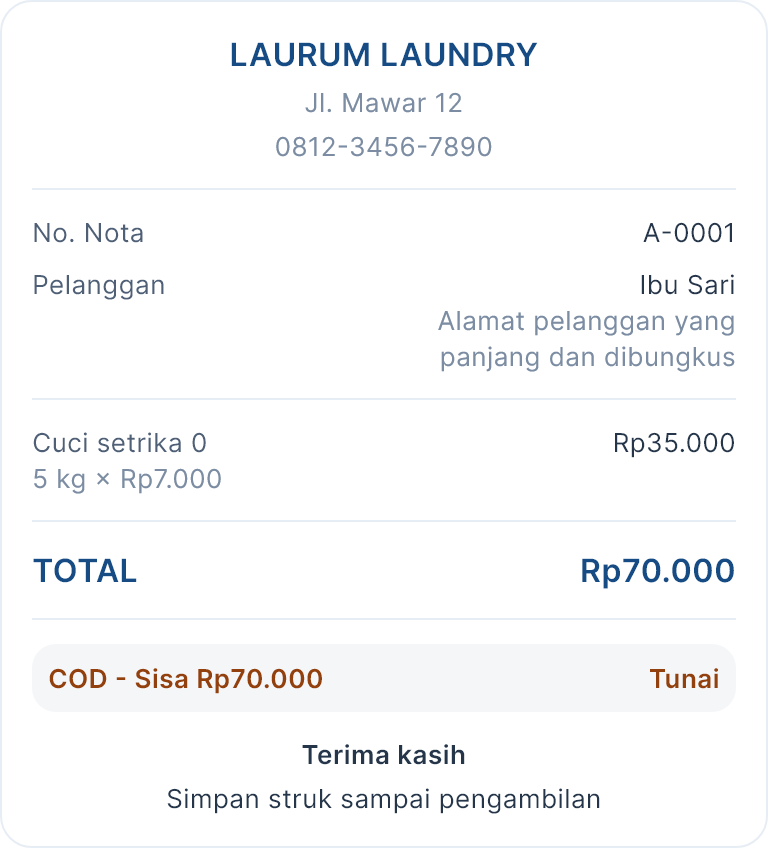 LAURUM LAUNDRY
Jl. Mawar 12
0812-3456-7890
No. Nota A-0001
Pelanggan Ibu Sari
Alamat pelanggan yang
panjang dan dibungkus
Cuci setrika 0 Rp35.000
5 kg × Rp7.000
TOTAL Rp70.000
COD - Sisa Rp70.000 Tunai
Terima kasih
Simpan struk sampai pengambilan